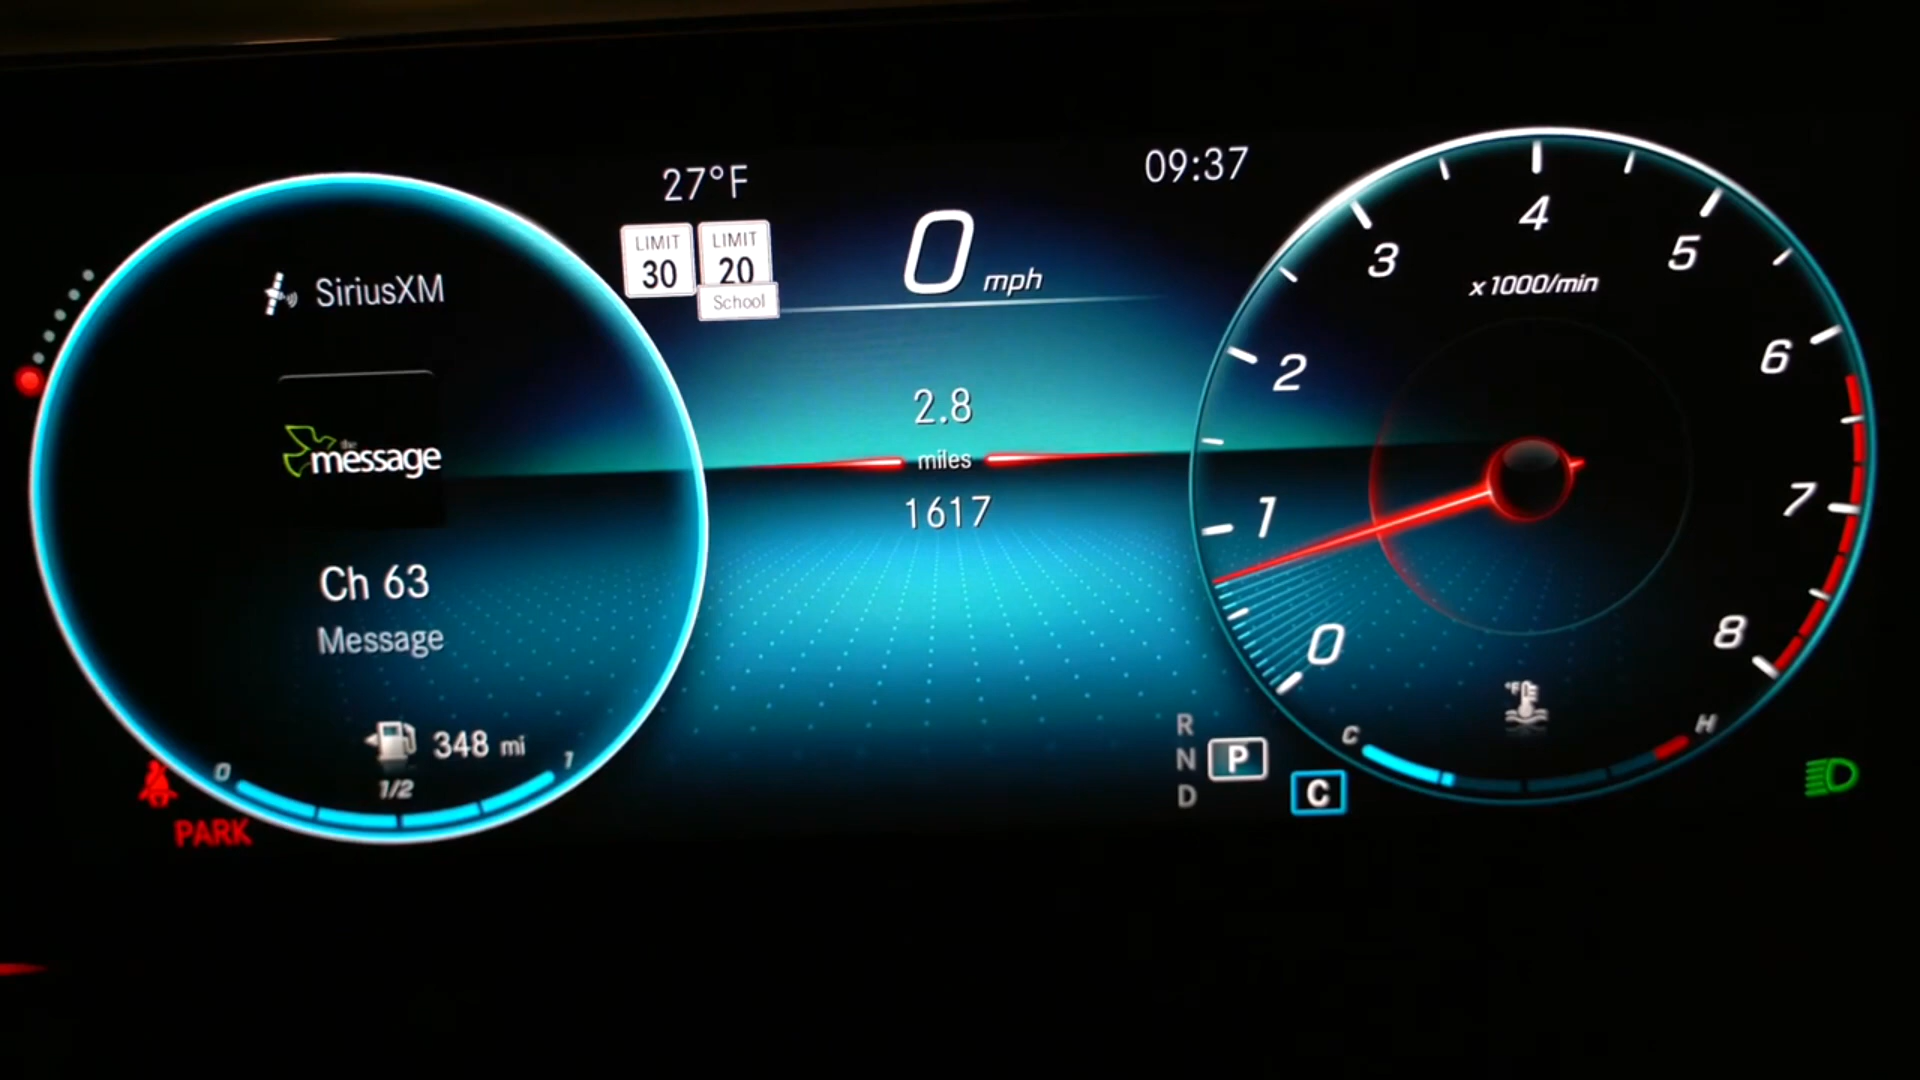 27°F
09:37
LIMIT
30
LIMIT
20
School
0 mph
SiriusXM
the
message
Ch 63
Message
348 mi
0
1/2
1
PARK
2.8
miles
1617
R
N
D
P
C
0
1
2
3
4
5
6
7
8
x1000/min
°F
C
H